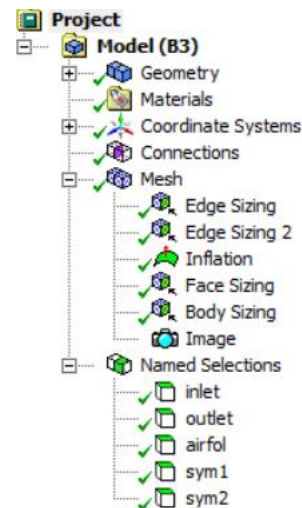 Project
Model (B3)
Geometry
Materials
Coordinate Systems
Connections
Mesh
Edge Sizing
Edge Sizing 2
Inflation
Face Sizing
Body Sizing
Image
Named Selections
inlet
outlet
airfol
sym1
sym2